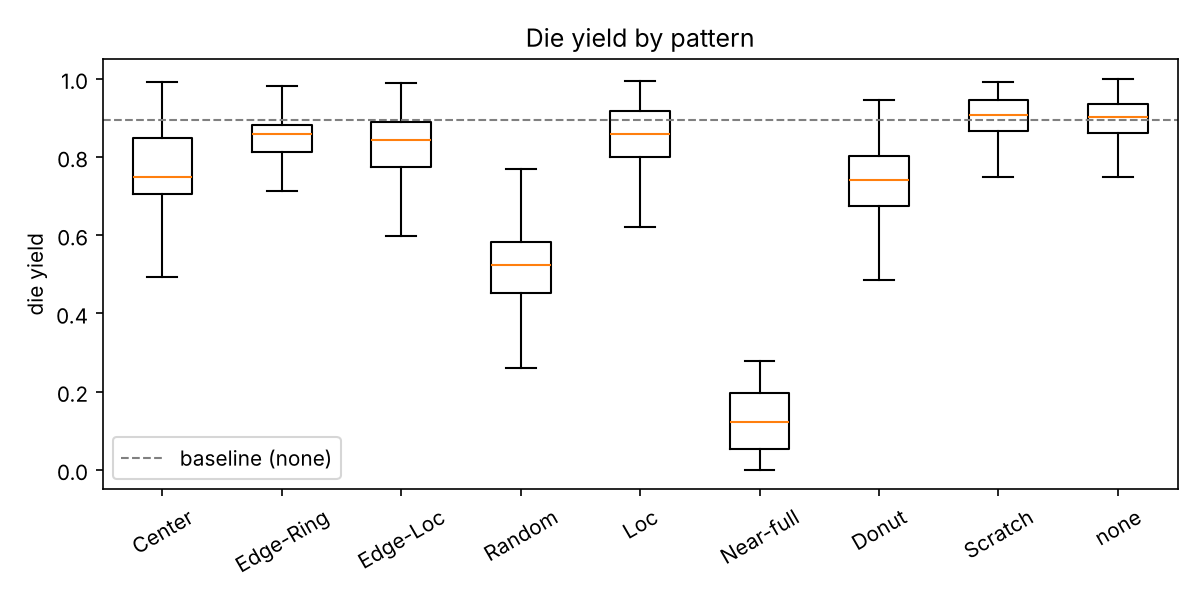 Die yield by pattern
die yield
1.0
0.8
0.6
0.4
0.2
0.0
baseline (none)
Center
Edge-Ring
Edge-Loc
Random
Loc
Near-full
Donut
Scratch
none